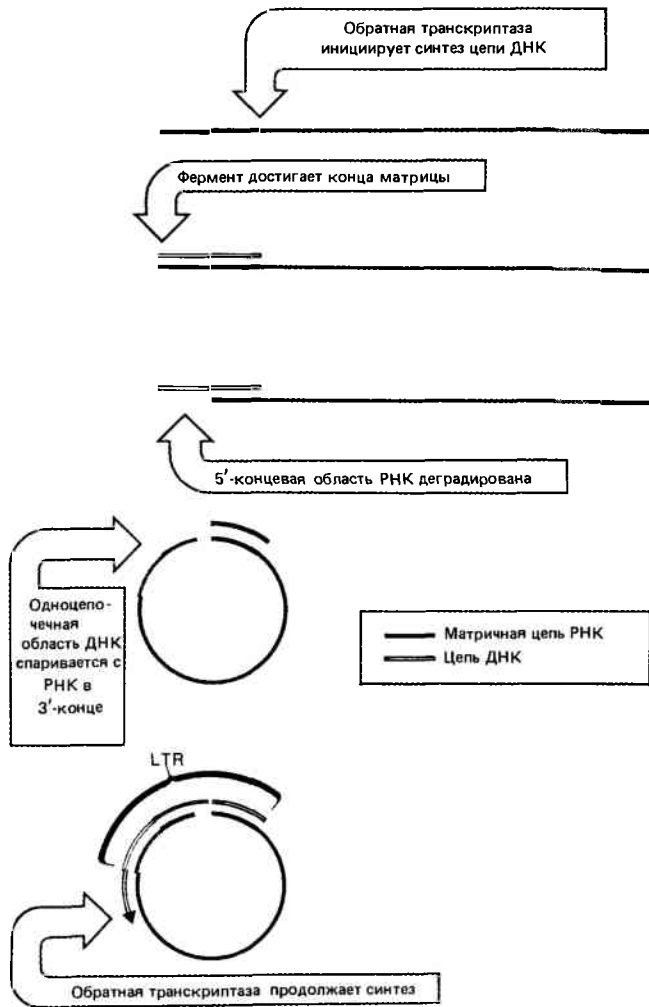 Обратная транскриптаза
инициирует синтез цепи ДНК
Фермент достигает конца матрицы
5′-концевая область РНК деградирована
Одноцепо-
чечная
область ДНК
спаривается с
РНК в
3′-конце
Матричная цепь РНК
Цепь ДНК
LTR
Обратная транскриптаза продолжает синтез